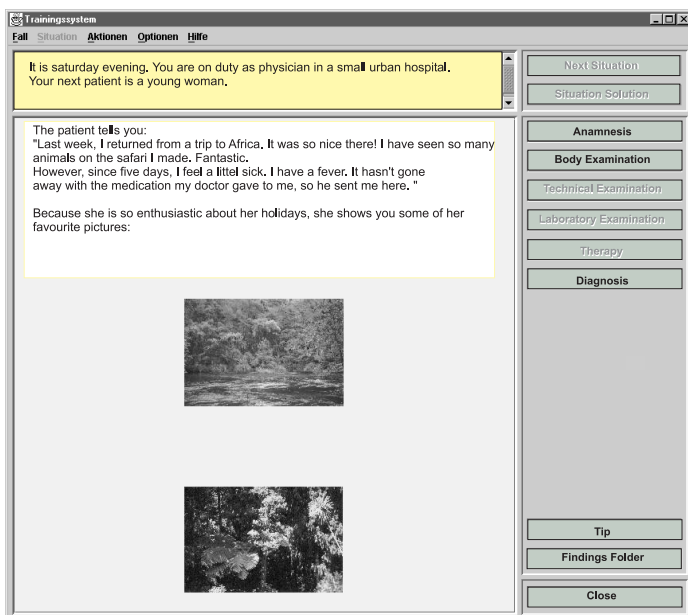 Trainingssystem
Fall Situation Aktionen Optionen Hilfe
It is saturday evening. You are on duty as physician in a small urban hospital.
Your next patient is a young woman.
Next Situation
Situation Solution
The patient tells you:
"Last week, I returned from a trip to Africa. It was so nice there! I have seen so many
animals on the safari I made. Fantastic.
However, since five days, I feel a littel sick. I have a fever. It hasn't gone
away with the medication my doctor gave to me, so he sent me here. "
Because she is so enthusiastic about her holidays, she shows you some of her
favourite pictures:
Anamnesis
Body Examination
Technical Examination
Laboratory Examination
Therapy
Diagnosis
Tip
Findings Folder
Close